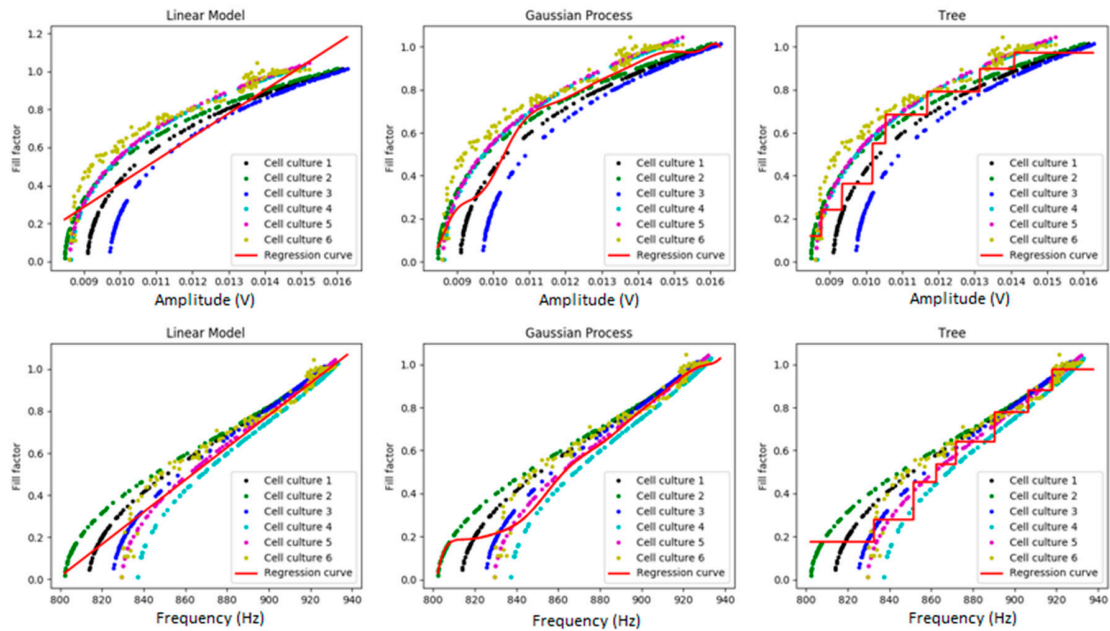 Linear Model
Fill factor
1.2
1.0
0.8
0.6
0.4
0.2
0.0
Cell culture 1
Cell culture 2
Cell culture 3
Cell culture 4
Cell culture 5
Cell culture 6
Regression curve
0.009 0.010 0.011 0.012 0.013 0.014 0.015 0.016
Amplitude (V)
Gaussian Process
Fill factor
1.0
0.8
0.6
0.4
0.2
0.0
Cell culture 1
Cell culture 2
Cell culture 3
Cell culture 4
Cell culture 5
Cell culture 6
Regression curve
0.009 0.010 0.011 0.012 0.013 0.014 0.015 0.016
Amplitude (V)
Tree
Fill factor
1.0
0.8
0.6
0.4
0.2
0.0
Cell culture 1
Cell culture 2
Cell culture 3
Cell culture 4
Cell culture 5
Cell culture 6
Regression curve
0.009 0.010 0.011 0.012 0.013 0.014 0.015 0.016
Amplitude (V)
Linear Model
Fill factor
1.0
0.8
0.6
0.4
0.2
0.0
Cell culture 1
Cell culture 2
Cell culture 3
Cell culture 4
Cell culture 5
Cell culture 6
Regression curve
800 820 840 860 880 900 920 940
Frequency (Hz)
Gaussian Process
Fill factor
1.0
0.8
0.6
0.4
0.2
0.0
Cell culture 1
Cell culture 2
Cell culture 3
Cell culture 4
Cell culture 5
Cell culture 6
Regression curve
800 820 840 860 880 900 920 940
Frequency (Hz)
Tree
Fill factor
1.0
0.8
0.6
0.4
0.2
0.0
Cell culture 1
Cell culture 2
Cell culture 3
Cell culture 4
Cell culture 5
Cell culture 6
Regression curve
800 820 840 860 880 900 920 940
Frequency (Hz)